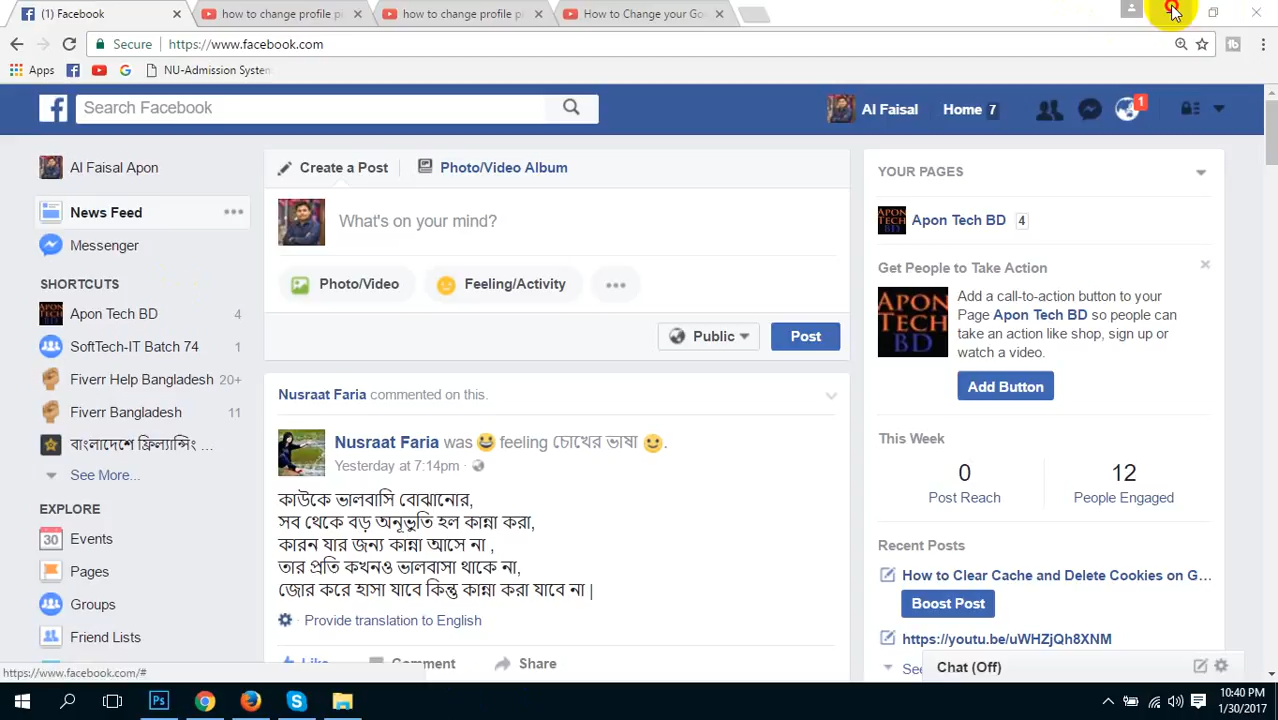 (1) Facebook
how to change profile pi
how to change profile pi
How to Change your Goo
Secure
https://www.facebook.com
Apps
NU-Admission System
Search Facebook
Al Faisal
Home 7
1
Al Faisal Apon
News Feed
Messenger
SHORTCUTS
Apon Tech BD 4
SoftTech-IT Batch 74 1
Fiverr Help Bangladesh 20+
Fiverr Bangladesh 11
বাংলাদেশে ফ্রিল্যান্সিং ...
See More...
EXPLORE
30 Events
Pages
Groups
Friend Lists
https://www.facebook.com/#
Create a Post
Photo/Video Album
What's on your mind?
Photo/Video
Feeling/Activity
Public
Post
Nusraat Faria commented on this.
Nusraat Faria was feeling চোখের ভাষা
Yesterday at 7:14pm
কাউকে ভালবাসি বোঝানোর,
সব থেকে বড় অনূভুতি হল কান্না করা,
কারন যার জন্য কান্না আসে না ,
তার প্রতি কখনও ভালবাসা থাকে না,
জোর করে হাসা যাবে কিন্তু কান্না করা যাবে না |
Provide translation to English
Like
Comment
Share
YOUR PAGES
Apon Tech BD 4
Get People to Take Action
APON
TECH
BD
Add a call-to-action button to your
Page Apon Tech BD so people can
take an action like shop, sign up or
watch a video.
Add Button
This Week
0
Post Reach
12
People Engaged
Recent Posts
How to Clear Cache and Delete Cookies on G...
Boost Post
https://youtu.be/uWHZjQh8XNM
See
Chat (Off)
10:40 PM
1/30/2017